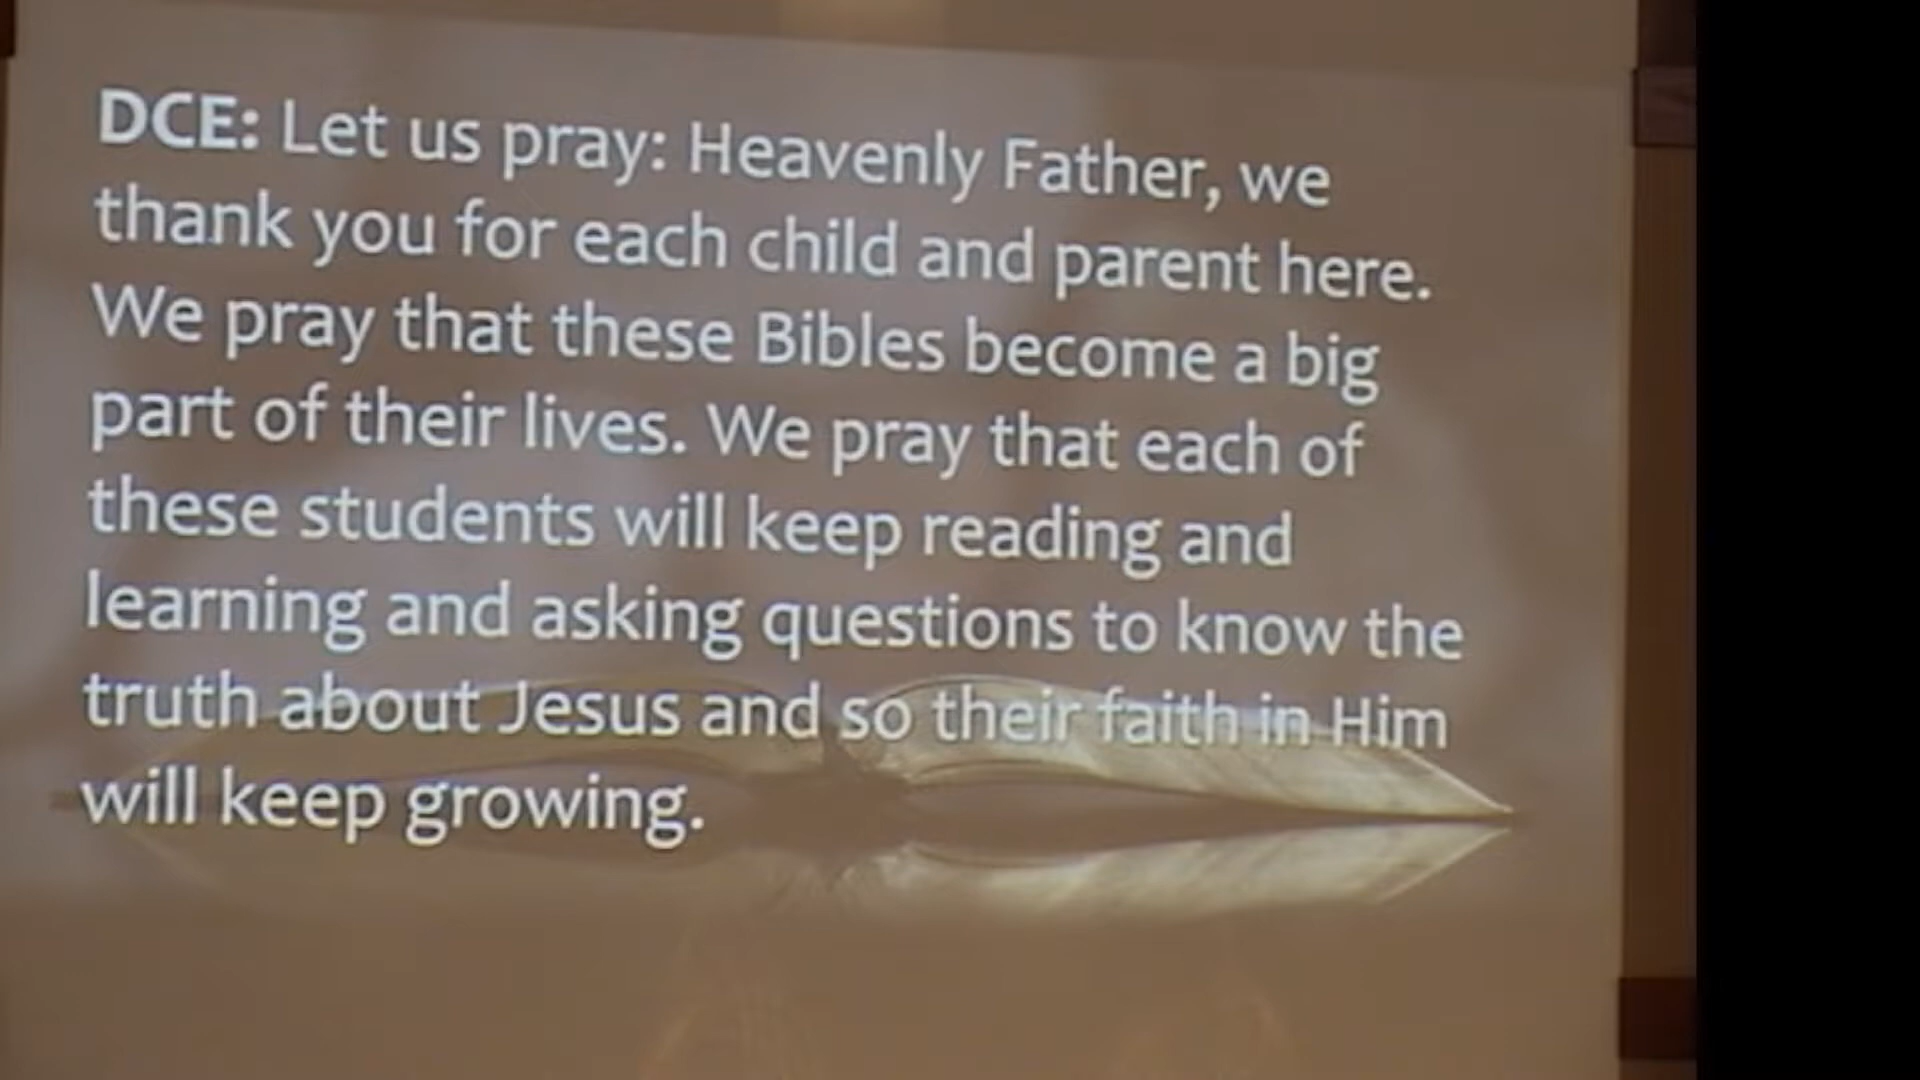 DCE: Let us pray: Heavenly Father, we
thank you for each child and parent here.
We pray that these Bibles become a big
part of their lives. We pray that each of
these students will keep reading and
learning and asking questions to know the
truth about Jesus and so their faith in Him
will keep growing.